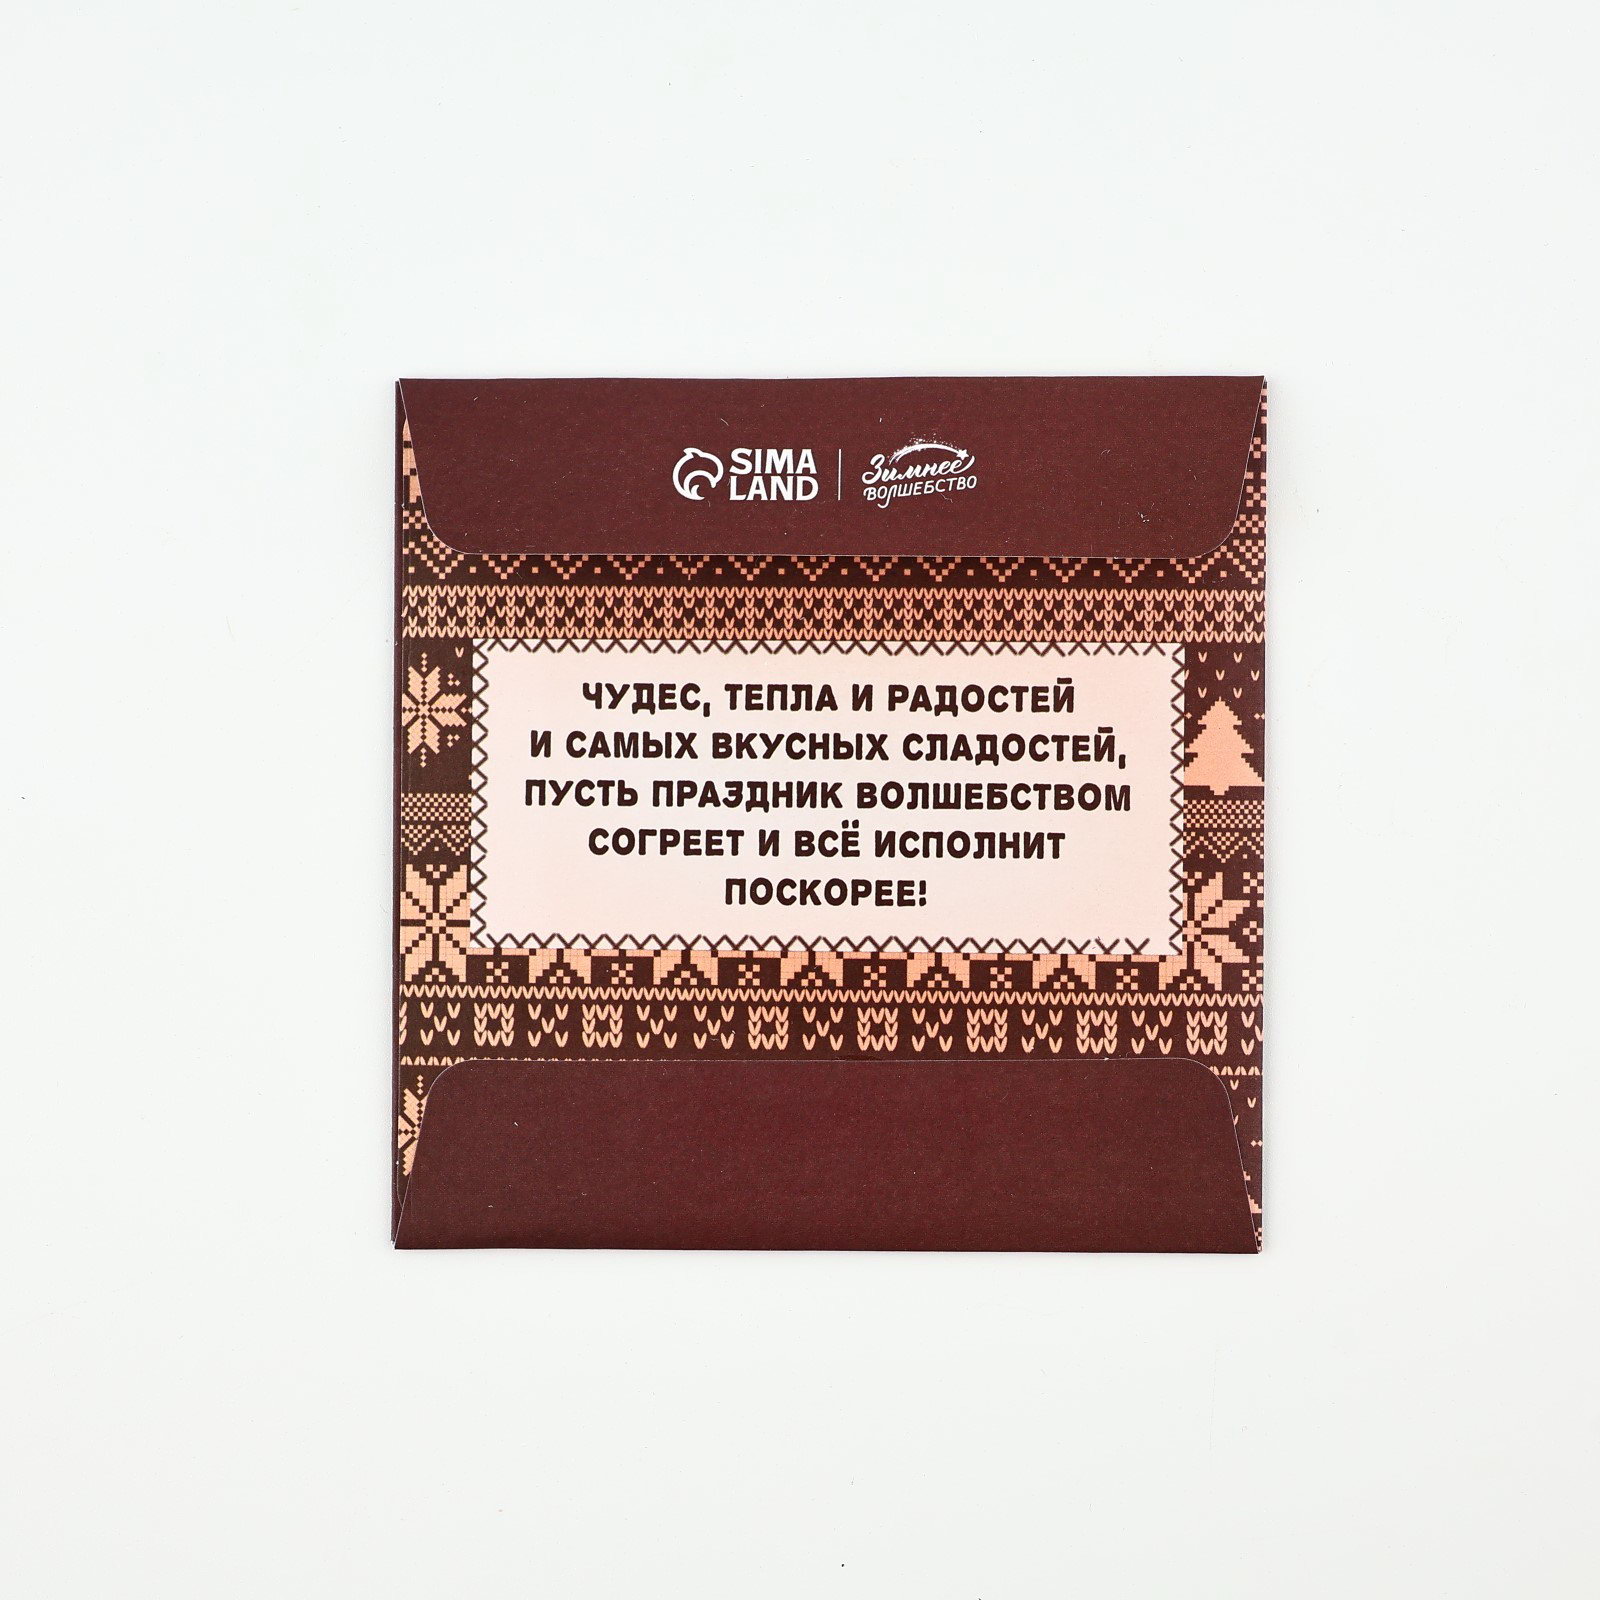 SIMA
LAND
Зимнее
ВОЛШЕБСТВО
ЧУДЕС, ТЕПЛА И РАДОСТЕЙ
И САМЫХ ВКУСНЫХ СЛАДОСТЕЙ,
ПУСТЬ ПРАЗДНИК ВОЛШЕБСТВОМ
СОГРЕЕТ И ВСЁ ИСПОЛНИТ
ПОСКОРЕЕ!